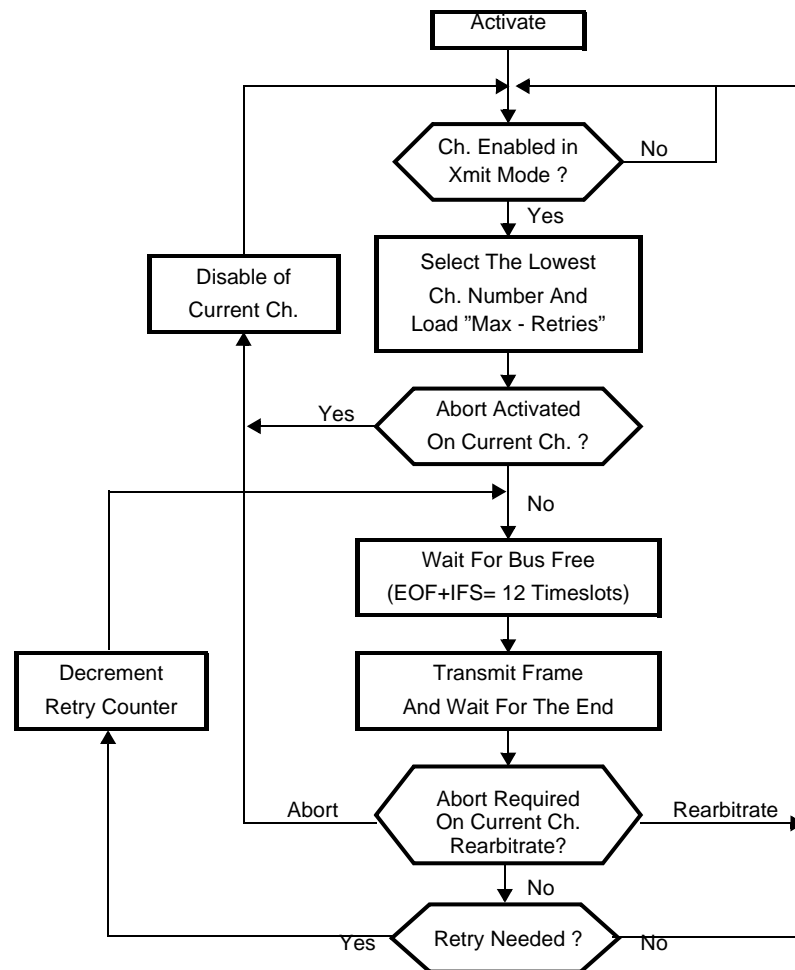 Activate
Ch. Enabled in
Xmit Mode ?
No
Yes
Select The Lowest
Ch. Number And
Load ”Max - Retries”
Disable of
Current Ch.
Yes
Abort Activated
On Current Ch. ?
No
Wait For Bus Free
(EOF+IFS= 12 Timeslots)
Decrement
Retry Counter
Transmit Frame
And Wait For The End
Abort
Abort Required
On Current Ch.
Rearbitrate?
Rearbitrate
No
Yes
Retry Needed ?
No